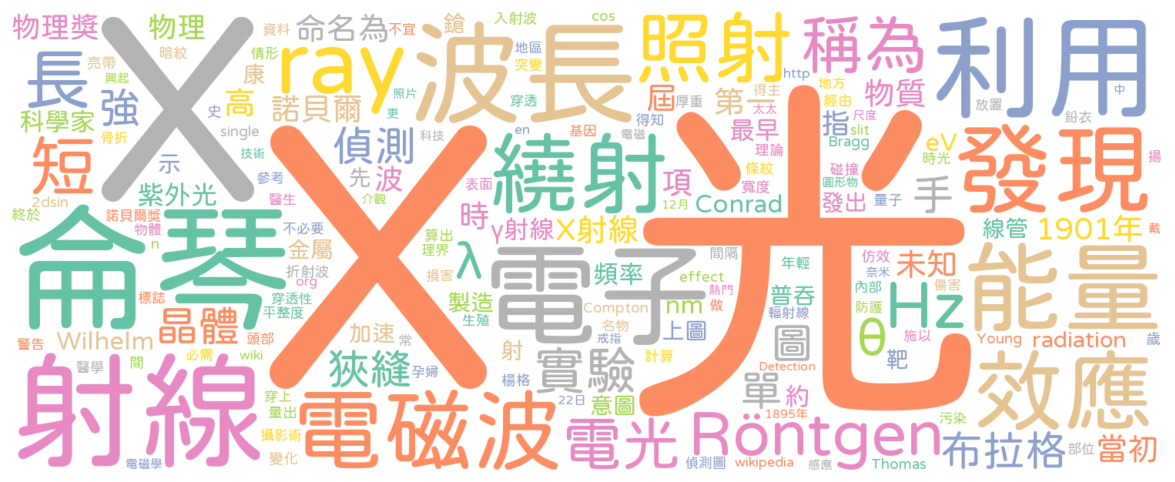 物理獎
物理
命名為
鎗
入射波
cos
不宜
稱為
利用
資料
暗紋
情形
亮帶
興起
長
強
康
高
ray
波長
照射
地區
突變
http
地方
得主
太太
物質
中
放置
科學家
史
骨折
諾貝爾
照片
更
穿透
屆
厚重
第一
得知
經由
尺度
鉛衣
X
短
示
技術
single
偵測
科技
en
基因
電磁
最早
理論
指
slit
Bragg
eV
時光
發現
揚
2dsin
紫外光
參考
先
波
表面
繞射
條紋
碰撞
圓形物
項
寬度
發出
量子
手
終於
諾貝爾獎
物體
醫生
介觀
12月
Conrad
戴
侖琴
n
不必要
時
γ射線
X射線
線管
1901年
金屬
算出
理界
間隔
仿效
奈米
未知
能量
折射波
org
損害
λ
電子
頻率
effect
年輕
熱門
內部
傷害
標誌
穿透性
平整度
X光
製造
生殖
nm
做
普吞
輻射線
防護
Hz
晶體
頭部
Compton
名物
戒指
上圖
θ
施以
警告
Wilhelm
加速
常
圖
Young
radiation
歲
必需
wiki
間
醫學
狹縫
孕婦
射
楊格
實驗
計算
Detection
靶
效應
射線
穿上
量出
攝影術
變化
電磁學
電磁波
22日
意圖
單
約
1895年
電光
Röntgen
污染
布拉格
部位
當初
偵測圖
wikipedia
感應
Thomas